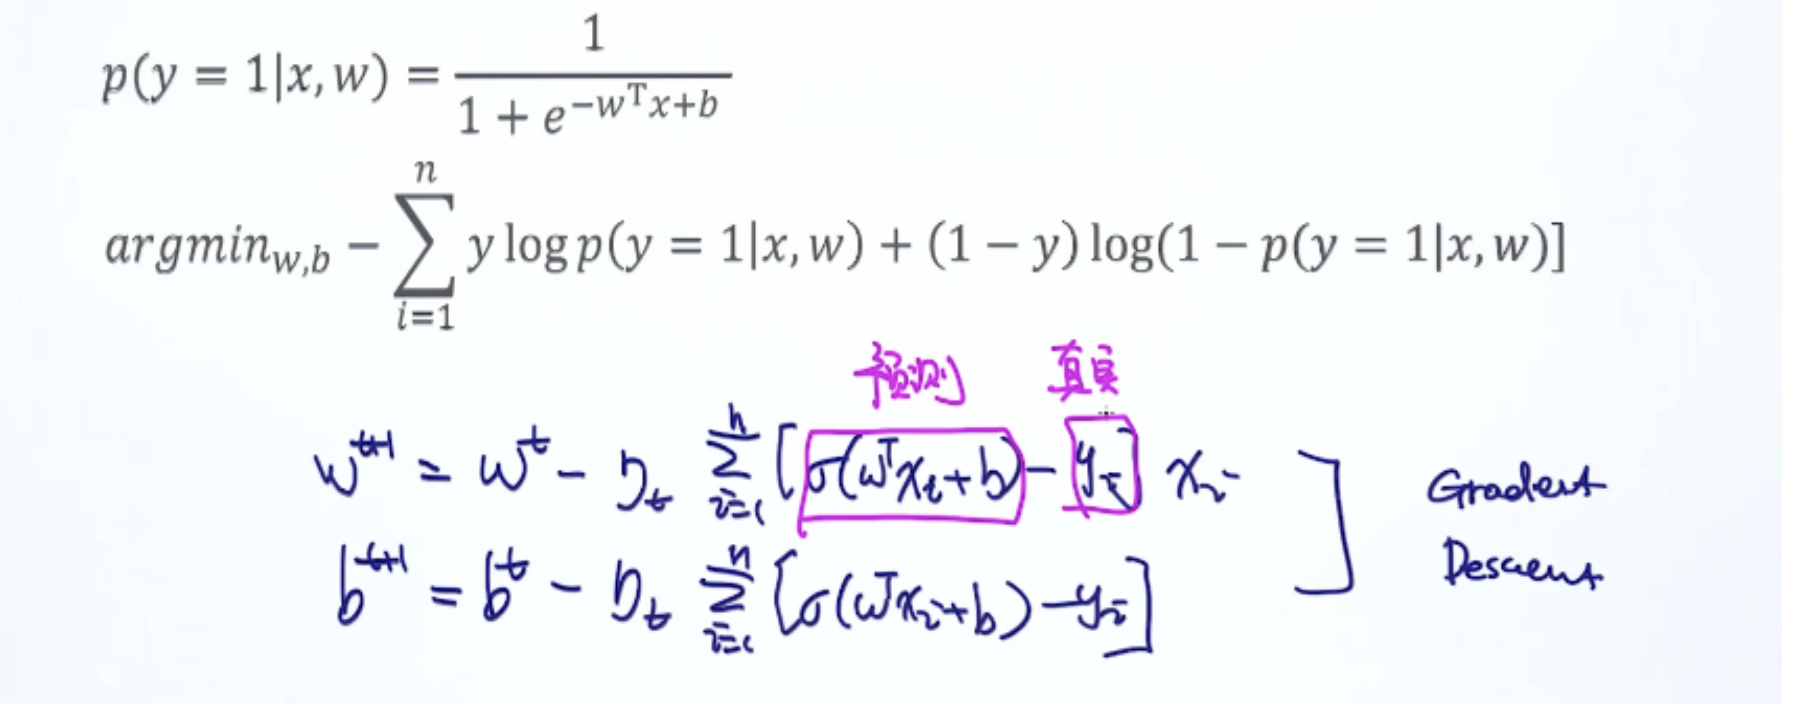 p(y = 1|x, w) = 1 / (1 + e^{-w^T x+b})
argmin_{w,b} − ∑_{i=1}^{n} y log p(y = 1|x, w) + (1 − y) log(1 − p(y = 1|x, w)]
预测 真实
w^{t+1} = w^t − η_t ∑_{i=1}^{n} [σ(w^T x_i + b) − y_i] x_i
Gradent
b^{t+1} = b^t − η_t ∑_{i=1}^{n} [σ(w^T x_i + b) − y_i]
Descent